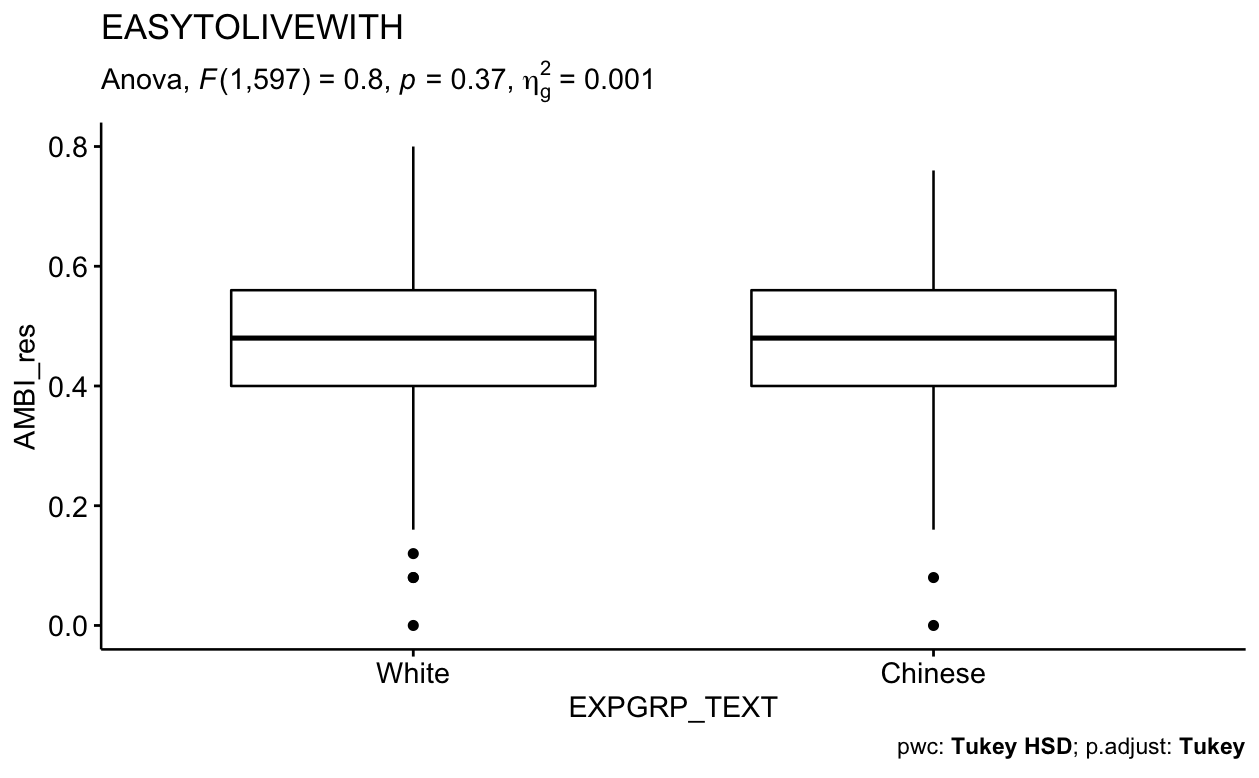 EASYTOLIVEWITH
Anova, F(1,597) = 0.8, p = 0.37, η²g = 0.001
0.8
0.6
0.4
0.2
0.0
AMBI_res
White Chinese
EXPGRP_TEXT
pwc: Tukey HSD; p.adjust: Tukey